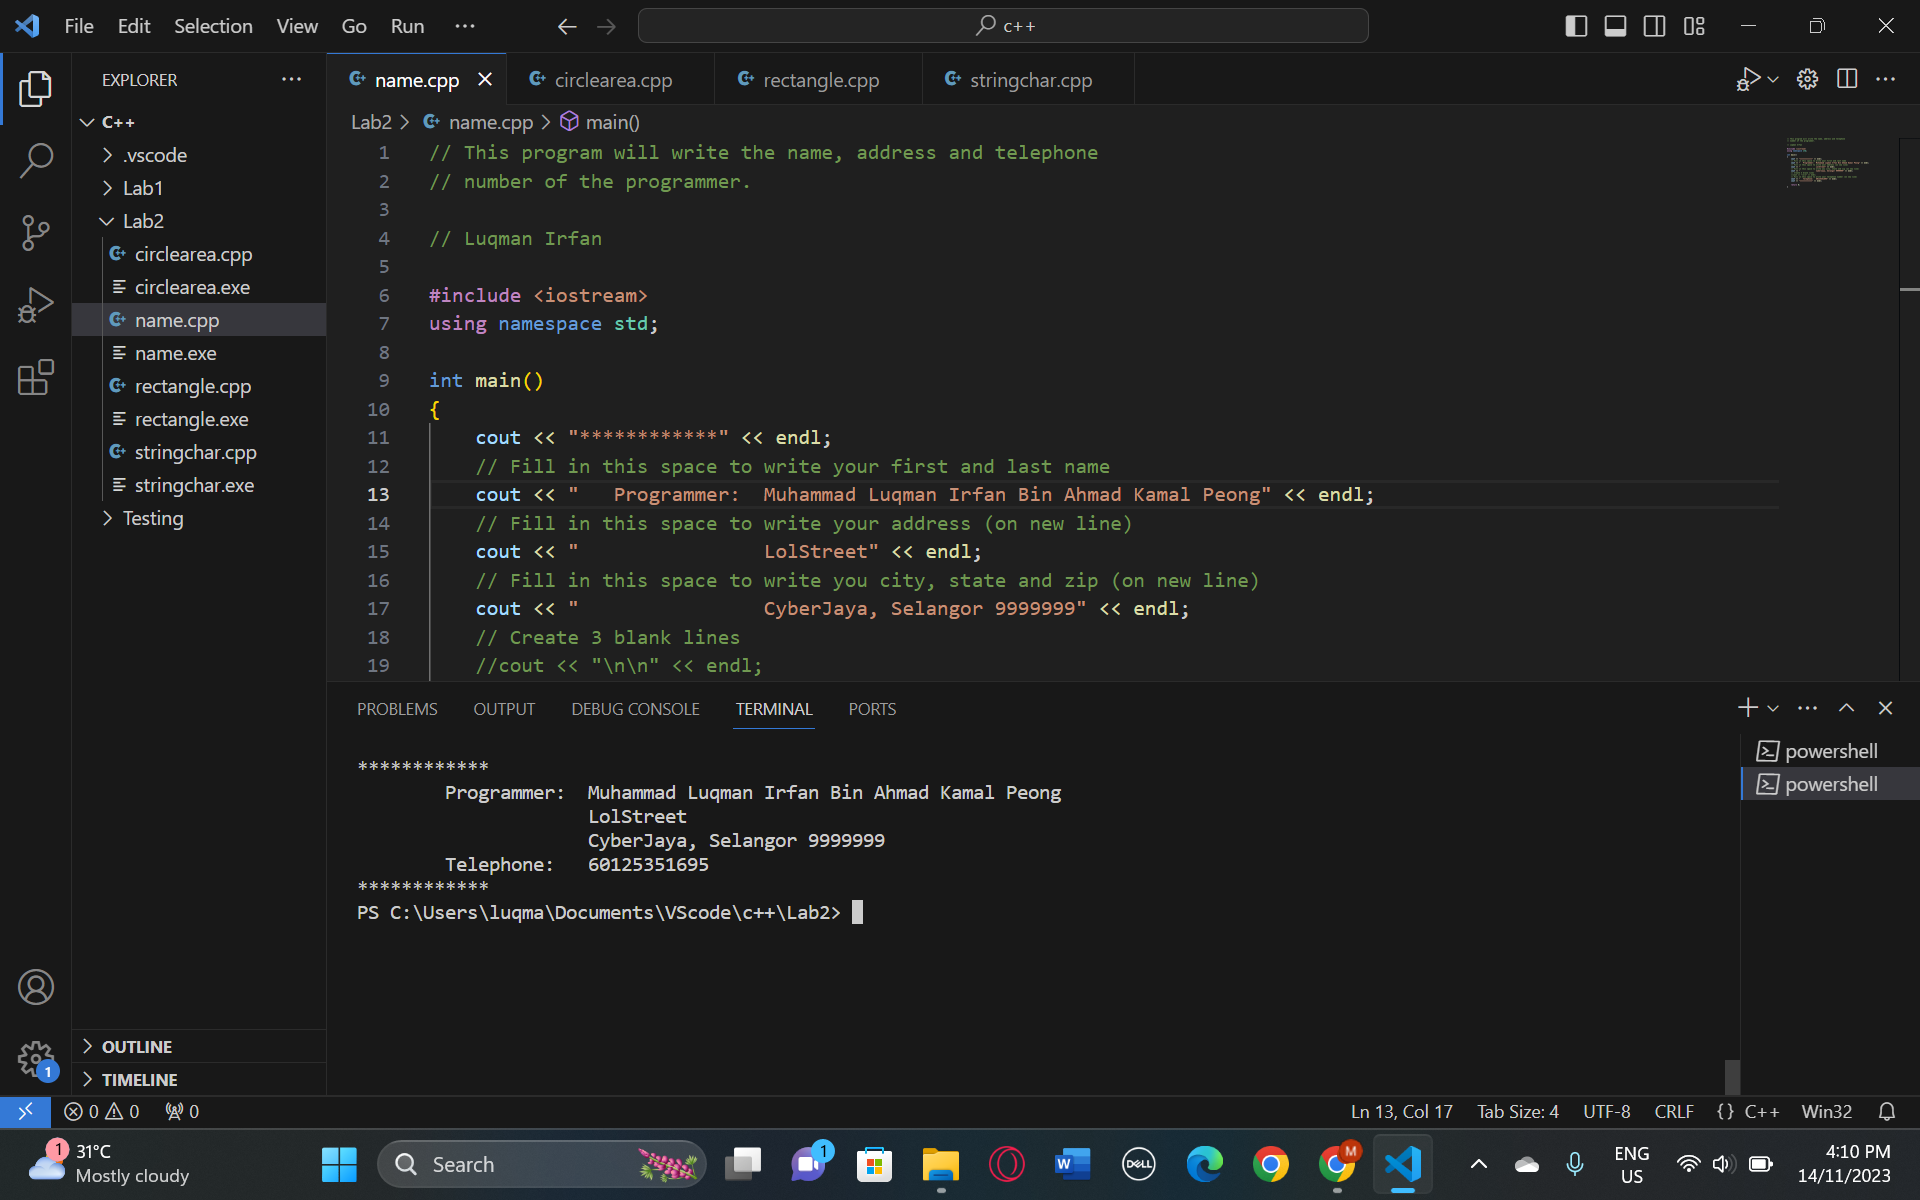 File Edit Selection View Go Run ···
c++
EXPLORER ···
C++
.vscode
Lab1
Lab2
circlearea.cpp
circlearea.exe
name.cpp
name.exe
rectangle.cpp
rectangle.exe
stringchar.cpp
stringchar.exe
Testing
OUTLINE
TIMELINE
name.cpp circlearea.cpp rectangle.cpp stringchar.cpp
Lab2 > name.cpp > main()
1 // This program will write the name, address and telephone
2 // number of the programmer.
3
4 // Luqman Irfan
5
6 #include <iostream>
7 using namespace std;
8
9 int main()
10 {
11 cout << "************" << endl;
12 // Fill in this space to write your first and last name
13 cout << "   Programmer:  Muhammad Luqman Irfan Bin Ahmad Kamal Peong" << endl;
14 // Fill in this space to write your address (on new line)
15 cout << "                LolStreet" << endl;
16 // Fill in this space to write you city, state and zip (on new line)
17 cout << "                CyberJaya, Selangor 9999999" << endl;
18 // Create 3 blank lines
19 //cout << "\n\n" << endl;
PROBLEMS OUTPUT DEBUG CONSOLE TERMINAL PORTS
************
Programmer:  Muhammad Luqman Irfan Bin Ahmad Kamal Peong
LolStreet
CyberJaya, Selangor 9999999
Telephone:   60125351695
************
PS C:\Users\luqma\Documents\VScode\c++\Lab2>
powershell
powershell
1
0 0 0
Ln 13, Col 17 Tab Size: 4 UTF-8 CRLF {} C++ Win32
1
31°C
Mostly cloudy
Search
1
W
DELL
M
ENG
US
4:10 PM
14/11/2023